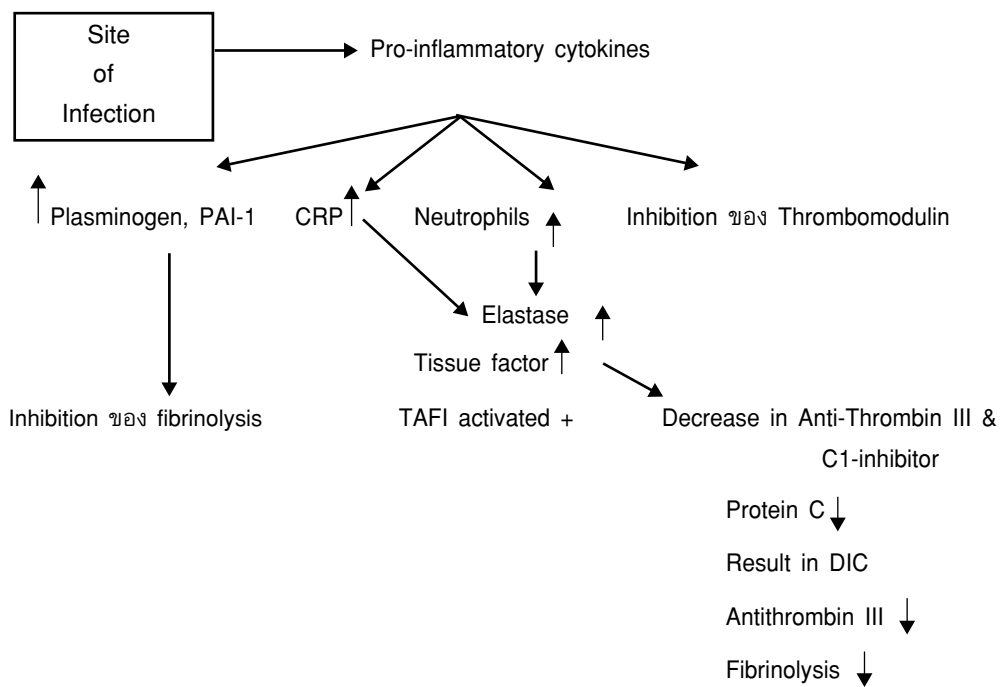 Site
of
Infection
Pro-inflammatory cytokines
Plasminogen, PAI-1
CRP
Neutrophils
Inhibition ของ Thrombomodulin
Elastase
Tissue factor
Inhibition ของ fibrinolysis
TAFI activated +
Decrease in Anti-Thrombin III &
C1-inhibitor
Protein C
Result in DIC
Antithrombin III
Fibrinolysis